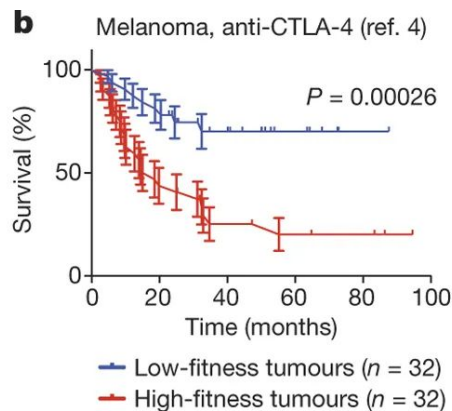 b
Melanoma, anti-CTLA-4 (ref. 4)
100
P = 0.00026
Survival (%)
50
0
0 20 40 60 80 100
Time (months)
Low-fitness tumours (n = 32)
High-fitness tumours (n = 32)